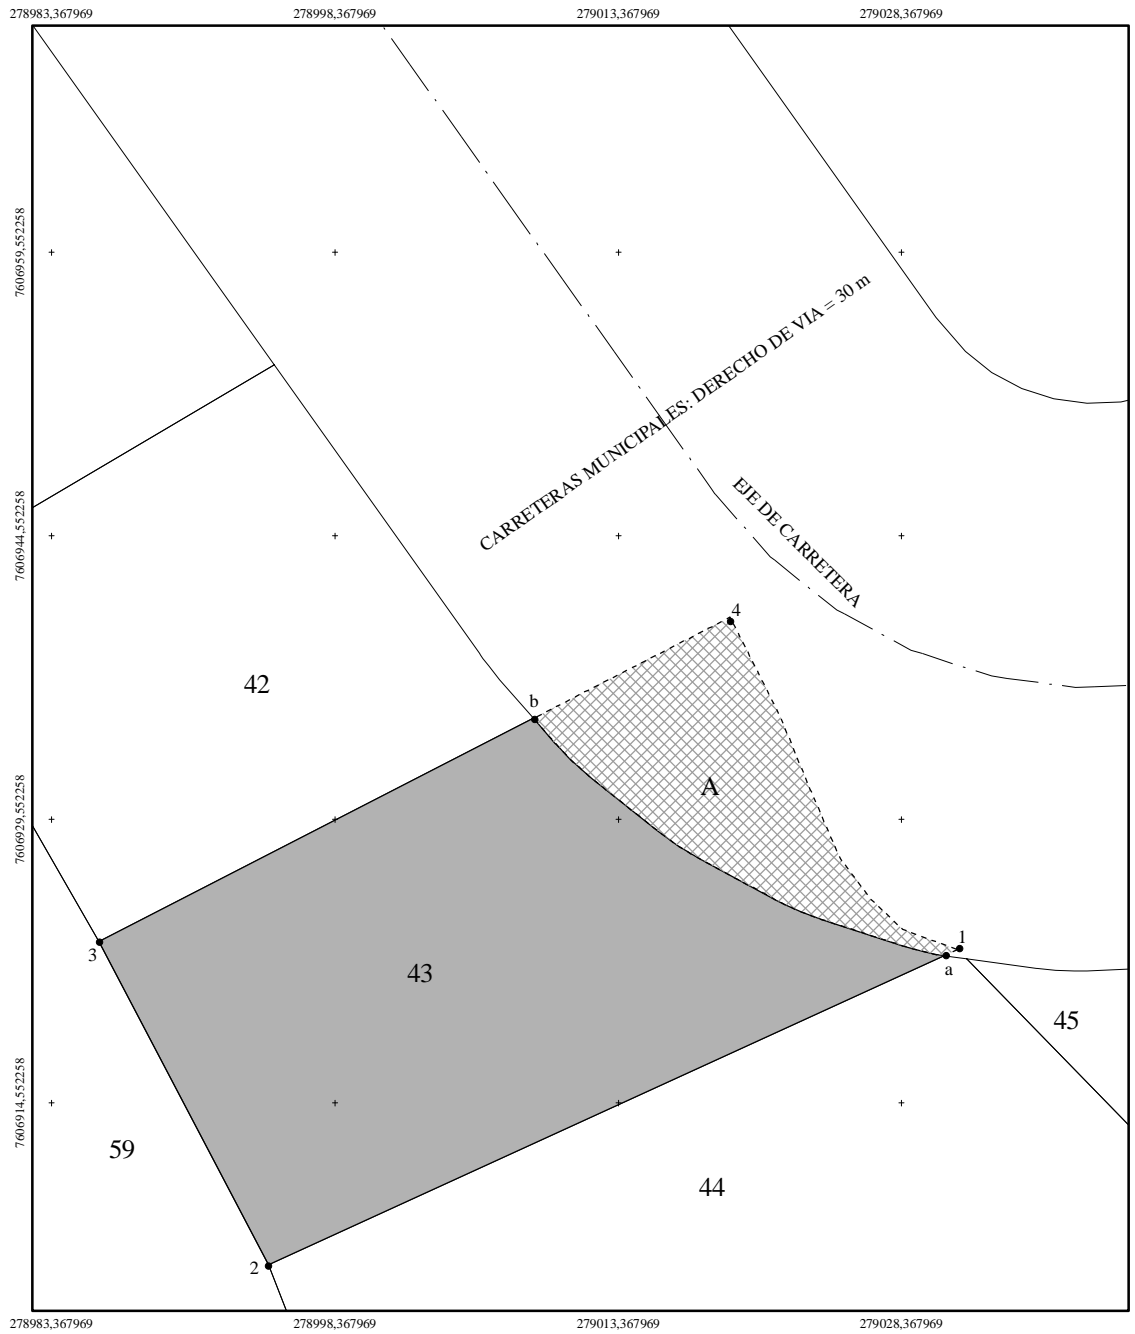 278983,367969 278998,367969 279013,367969 279028,367969
7606959,552258
CARRETERAS MUNICIPALES: DERECHO DE VIA = 30 m
7606944,552258
EJE DE CARRETERA
4
42
b
A
7606929,552258
1
3
a
43
45
7606914,552258
59
44
2
278983,367969 278998,367969 279013,367969 279028,367969